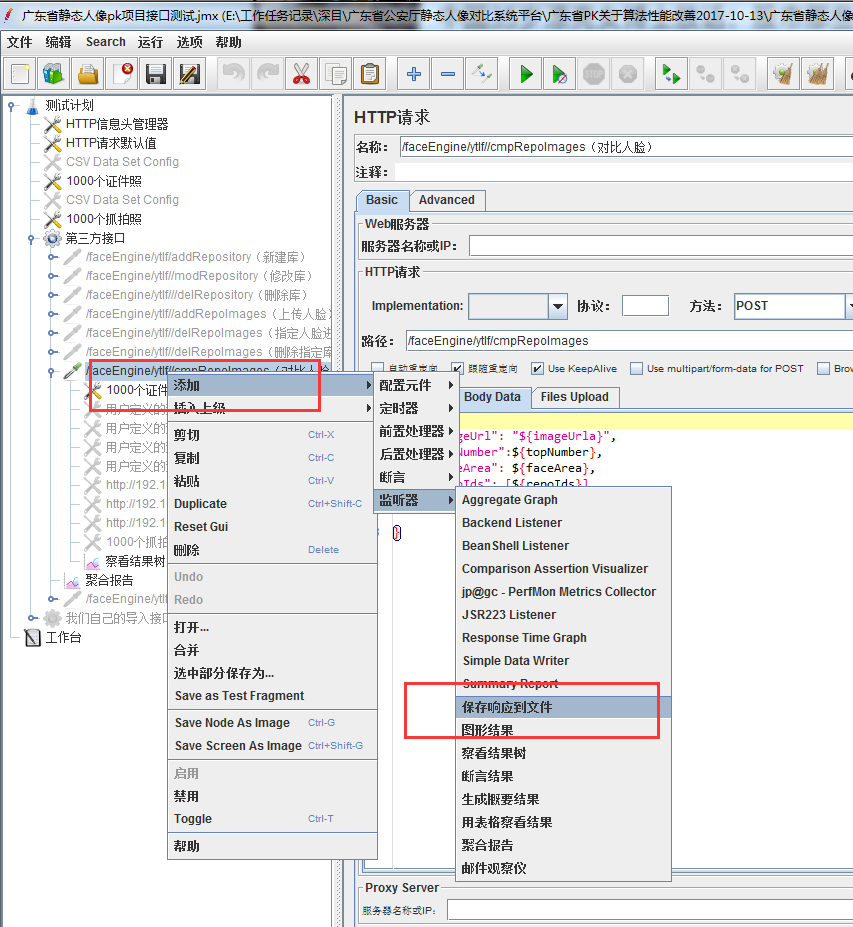 广东省静态人像pk项目接口测试.jmx (E:\工作任务记录\深目\广东省公安厅静态人像对比系统平台\广东省PK关于算法性能改善2017-10-13\广东省静态人像
文件 编辑 Search 运行 选项 帮助
测试计划
HTTP信息头管理器
HTTP请求默认值
CSV Data Set Config
1000个证件照
CSV Data Set Config
1000个抓拍照
第三方接口
/faceEngine/ytlf/addRepository（新建库）
/faceEngine/ytlf//modRepository（修改库）
/faceEngine/ytlf///delRepository（删除库）
/faceEngine/ytlf//addRepoImages（上传人脸）
/faceEngine/ytlf//delRepoImages（指定人脸进
/faceEngine/ytlf//delRepoImages（删除指定库
/faceEngine/ytlf//cmpRepoImages（对比人脸
1000个证件
用户定义的
用户定义的
用户定义的
用户定义的
http://192.1
http://192.1
http://192.1
1000个抓拍
察看结果树
聚合报告
/faceEngine/ytlf
我们自己的导入接口
工作台
添加
插入上级
剪切 Ctrl-X
复制 Ctrl-C
粘贴 Ctrl-V
Duplicate Ctrl+Shift-C
Reset Gui
删除 Delete
Undo
Redo
打开...
合并
选中部分保存为...
Save as Test Fragment
Save Node As Image Ctrl-G
Save Screen As Image Ctrl+Shift-G
启用
禁用
Toggle Ctrl-T
帮助
配置元件
定时器
前置处理器
后置处理器
断言
监听器
Aggregate Graph
Backend Listener
BeanShell Listener
Comparison Assertion Visualizer
jp@gc - PerfMon Metrics Collector
JSR223 Listener
Response Time Graph
Simple Data Writer
Summary Report
保存响应到文件
图形结果
察看结果树
断言结果
生成概要结果
用表格察看结果
聚合报告
邮件观察仪
HTTP请求
名称： /faceEngine/ytlf//cmpRepoImages（对比人脸）
注释：
Basic Advanced
Web服务器
服务器名称或IP：
HTTP请求
Implementation: 协议： 方法： POST
路径： /faceEngine/ytlf//cmpRepoImages
自动重定向 跟随重定向 Use KeepAlive Use multipart/form-data for POST Brow
Body Data Files Upload
geUrl": "${imageUrla}",
Number":${topNumber},
eArea": ${faceArea},
oIds": [${repoIds}]
}
Proxy Server
服务器名称或IP：